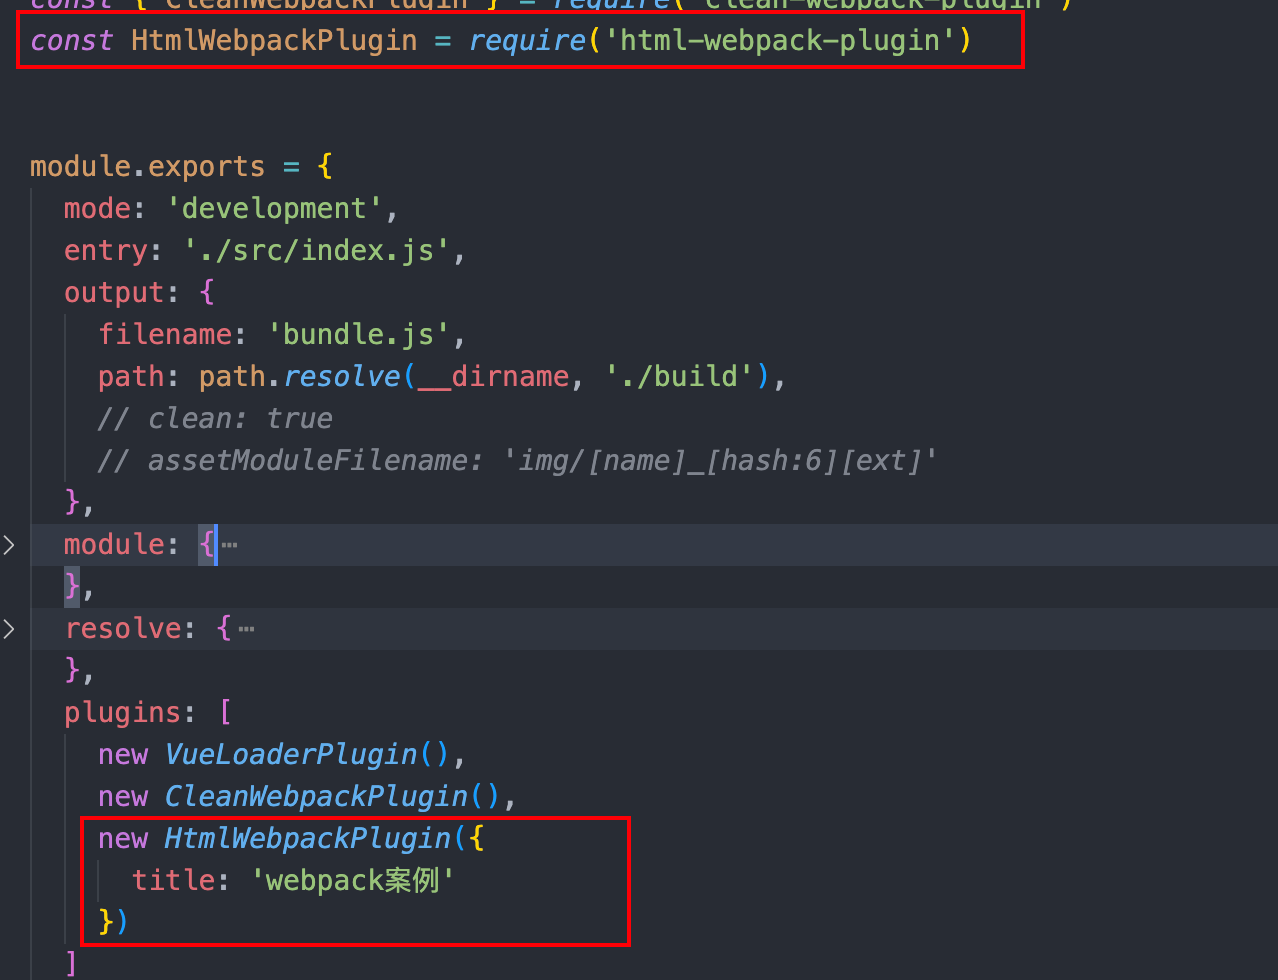 const { CleanWebpackPlugin } = require('clean-webpack-plugin')
const HtmlWebpackPlugin = require('html-webpack-plugin')
module.exports = {
mode: 'development',
entry: './src/index.js',
output: {
filename: 'bundle.js',
path: path.resolve(__dirname, './build'),
// clean: true
// assetModuleFilename: 'img/[name]_[hash:6][ext]'
},
module: {⋯
},
resolve: {⋯
},
plugins: [
new VueLoaderPlugin(),
new CleanWebpackPlugin(),
new HtmlWebpackPlugin({
title: 'webpack案例'
})
]